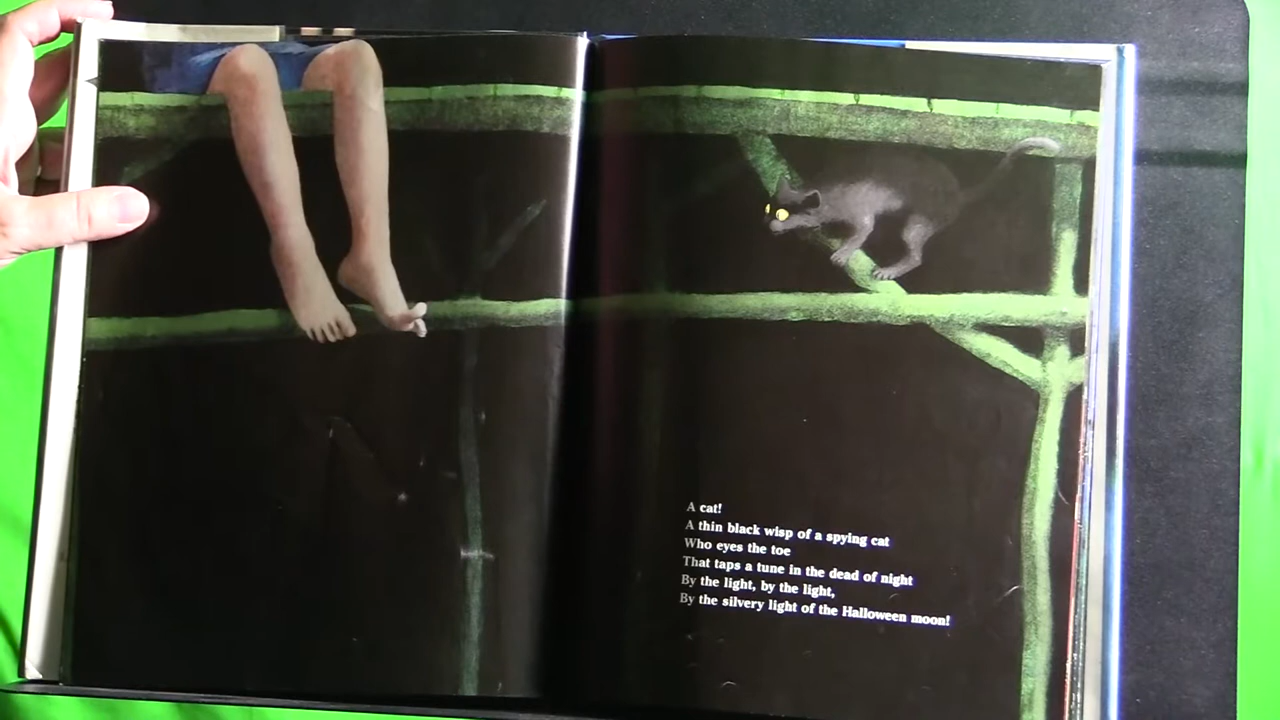 A cat!
A thin black wisp of a spying cat
Who eyes the toe
That taps a tune in the dead of night
By the light, by the light,
By the silvery light of the Halloween moon!